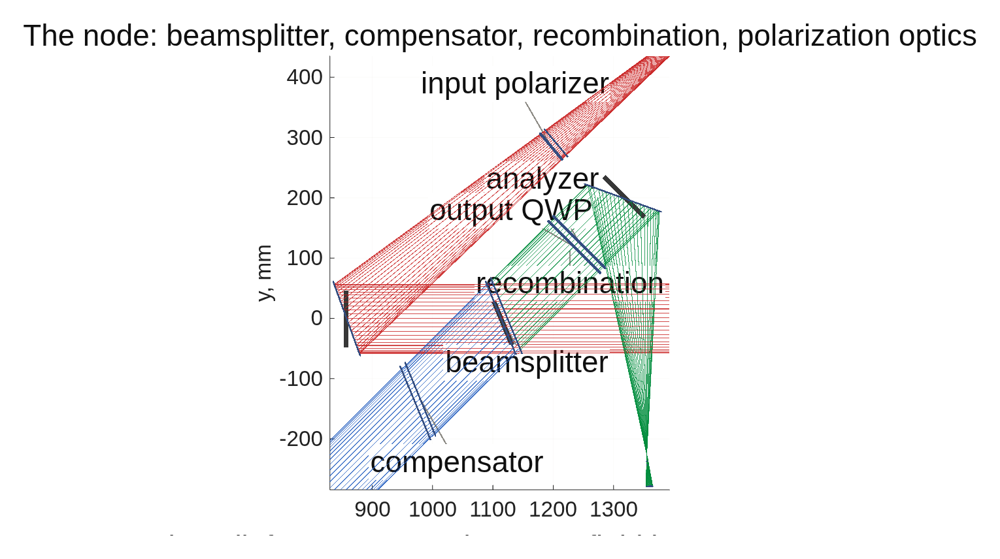 The node: beamsplitter, compensator, recombination, polarization optics
400
input polarizer
300
analyzer
200
output QWP
y, mm
100
recombination
0
beamsplitter
-100
-200
compensator
900 1000 1100 1200 1300